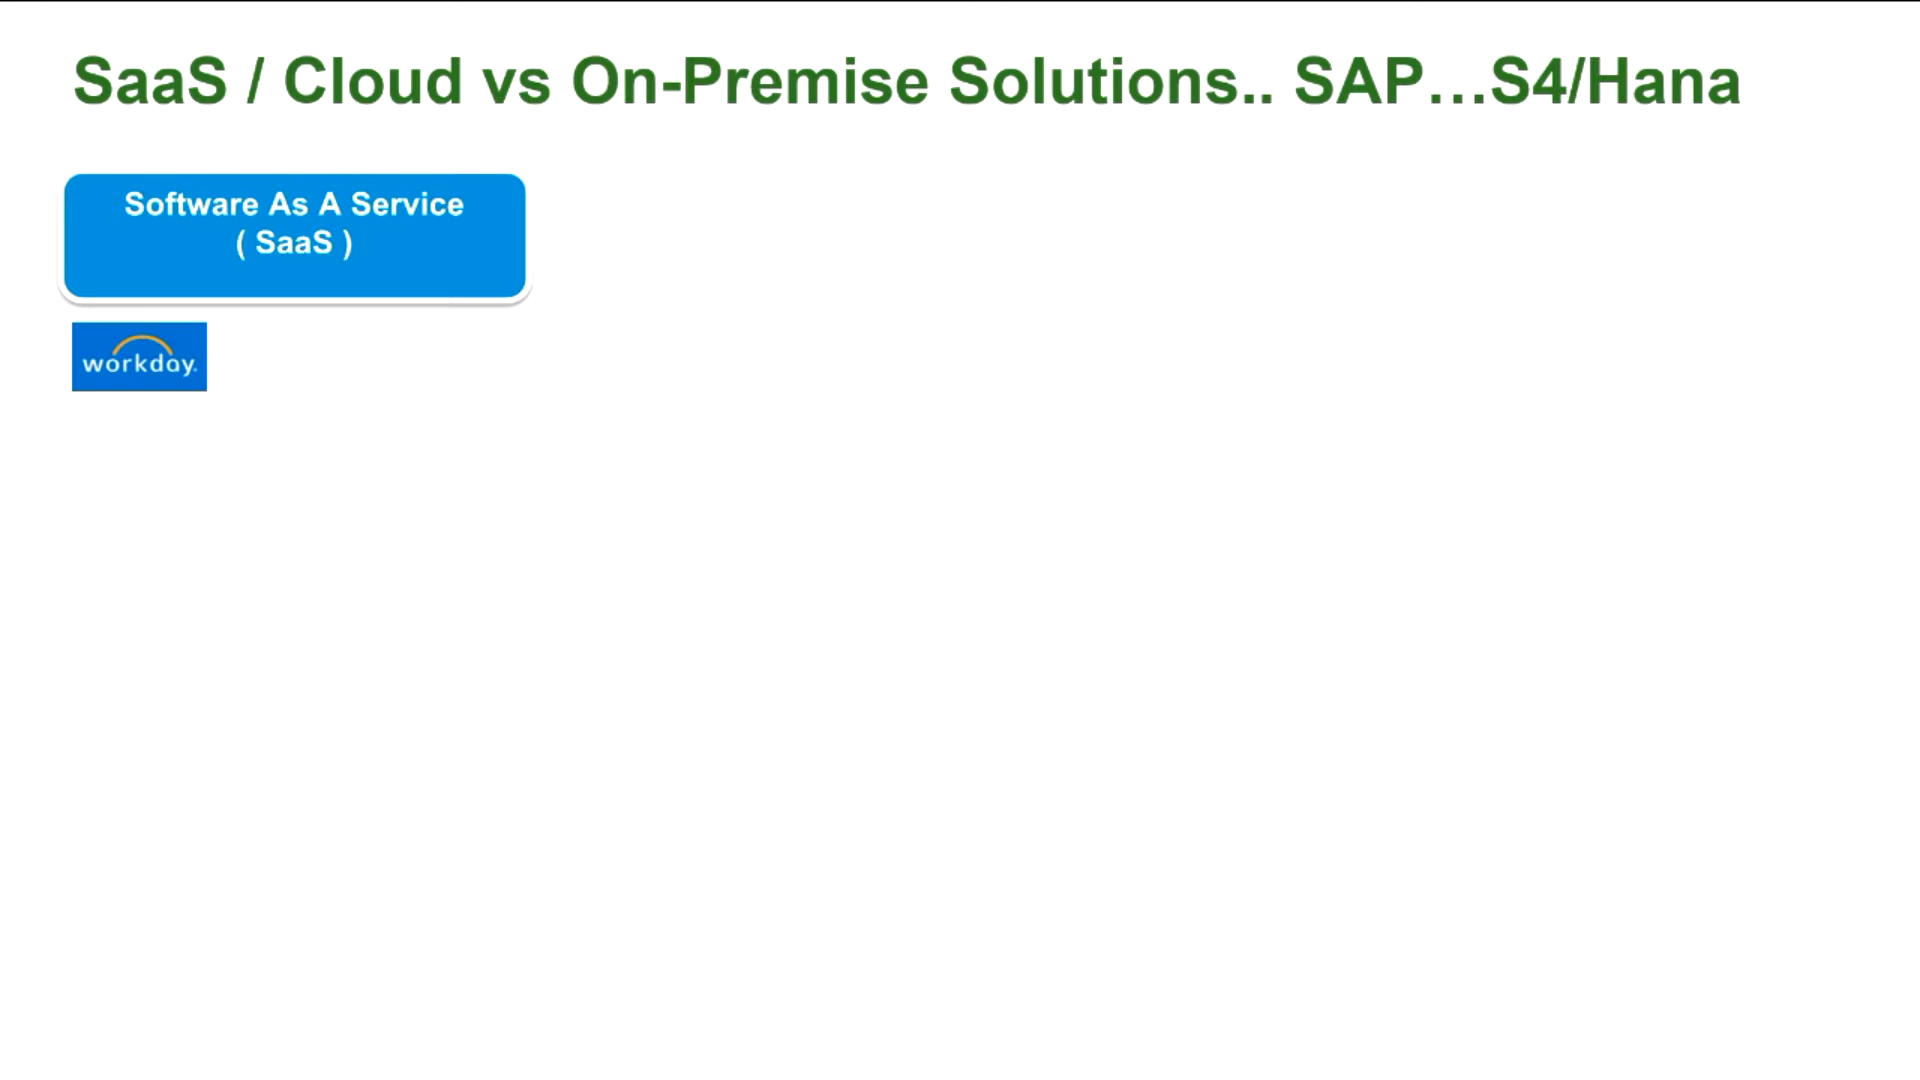 SaaS / Cloud vs On-Premise Solutions.. SAP...S4/Hana
Software As A Service
( SaaS )
workday.